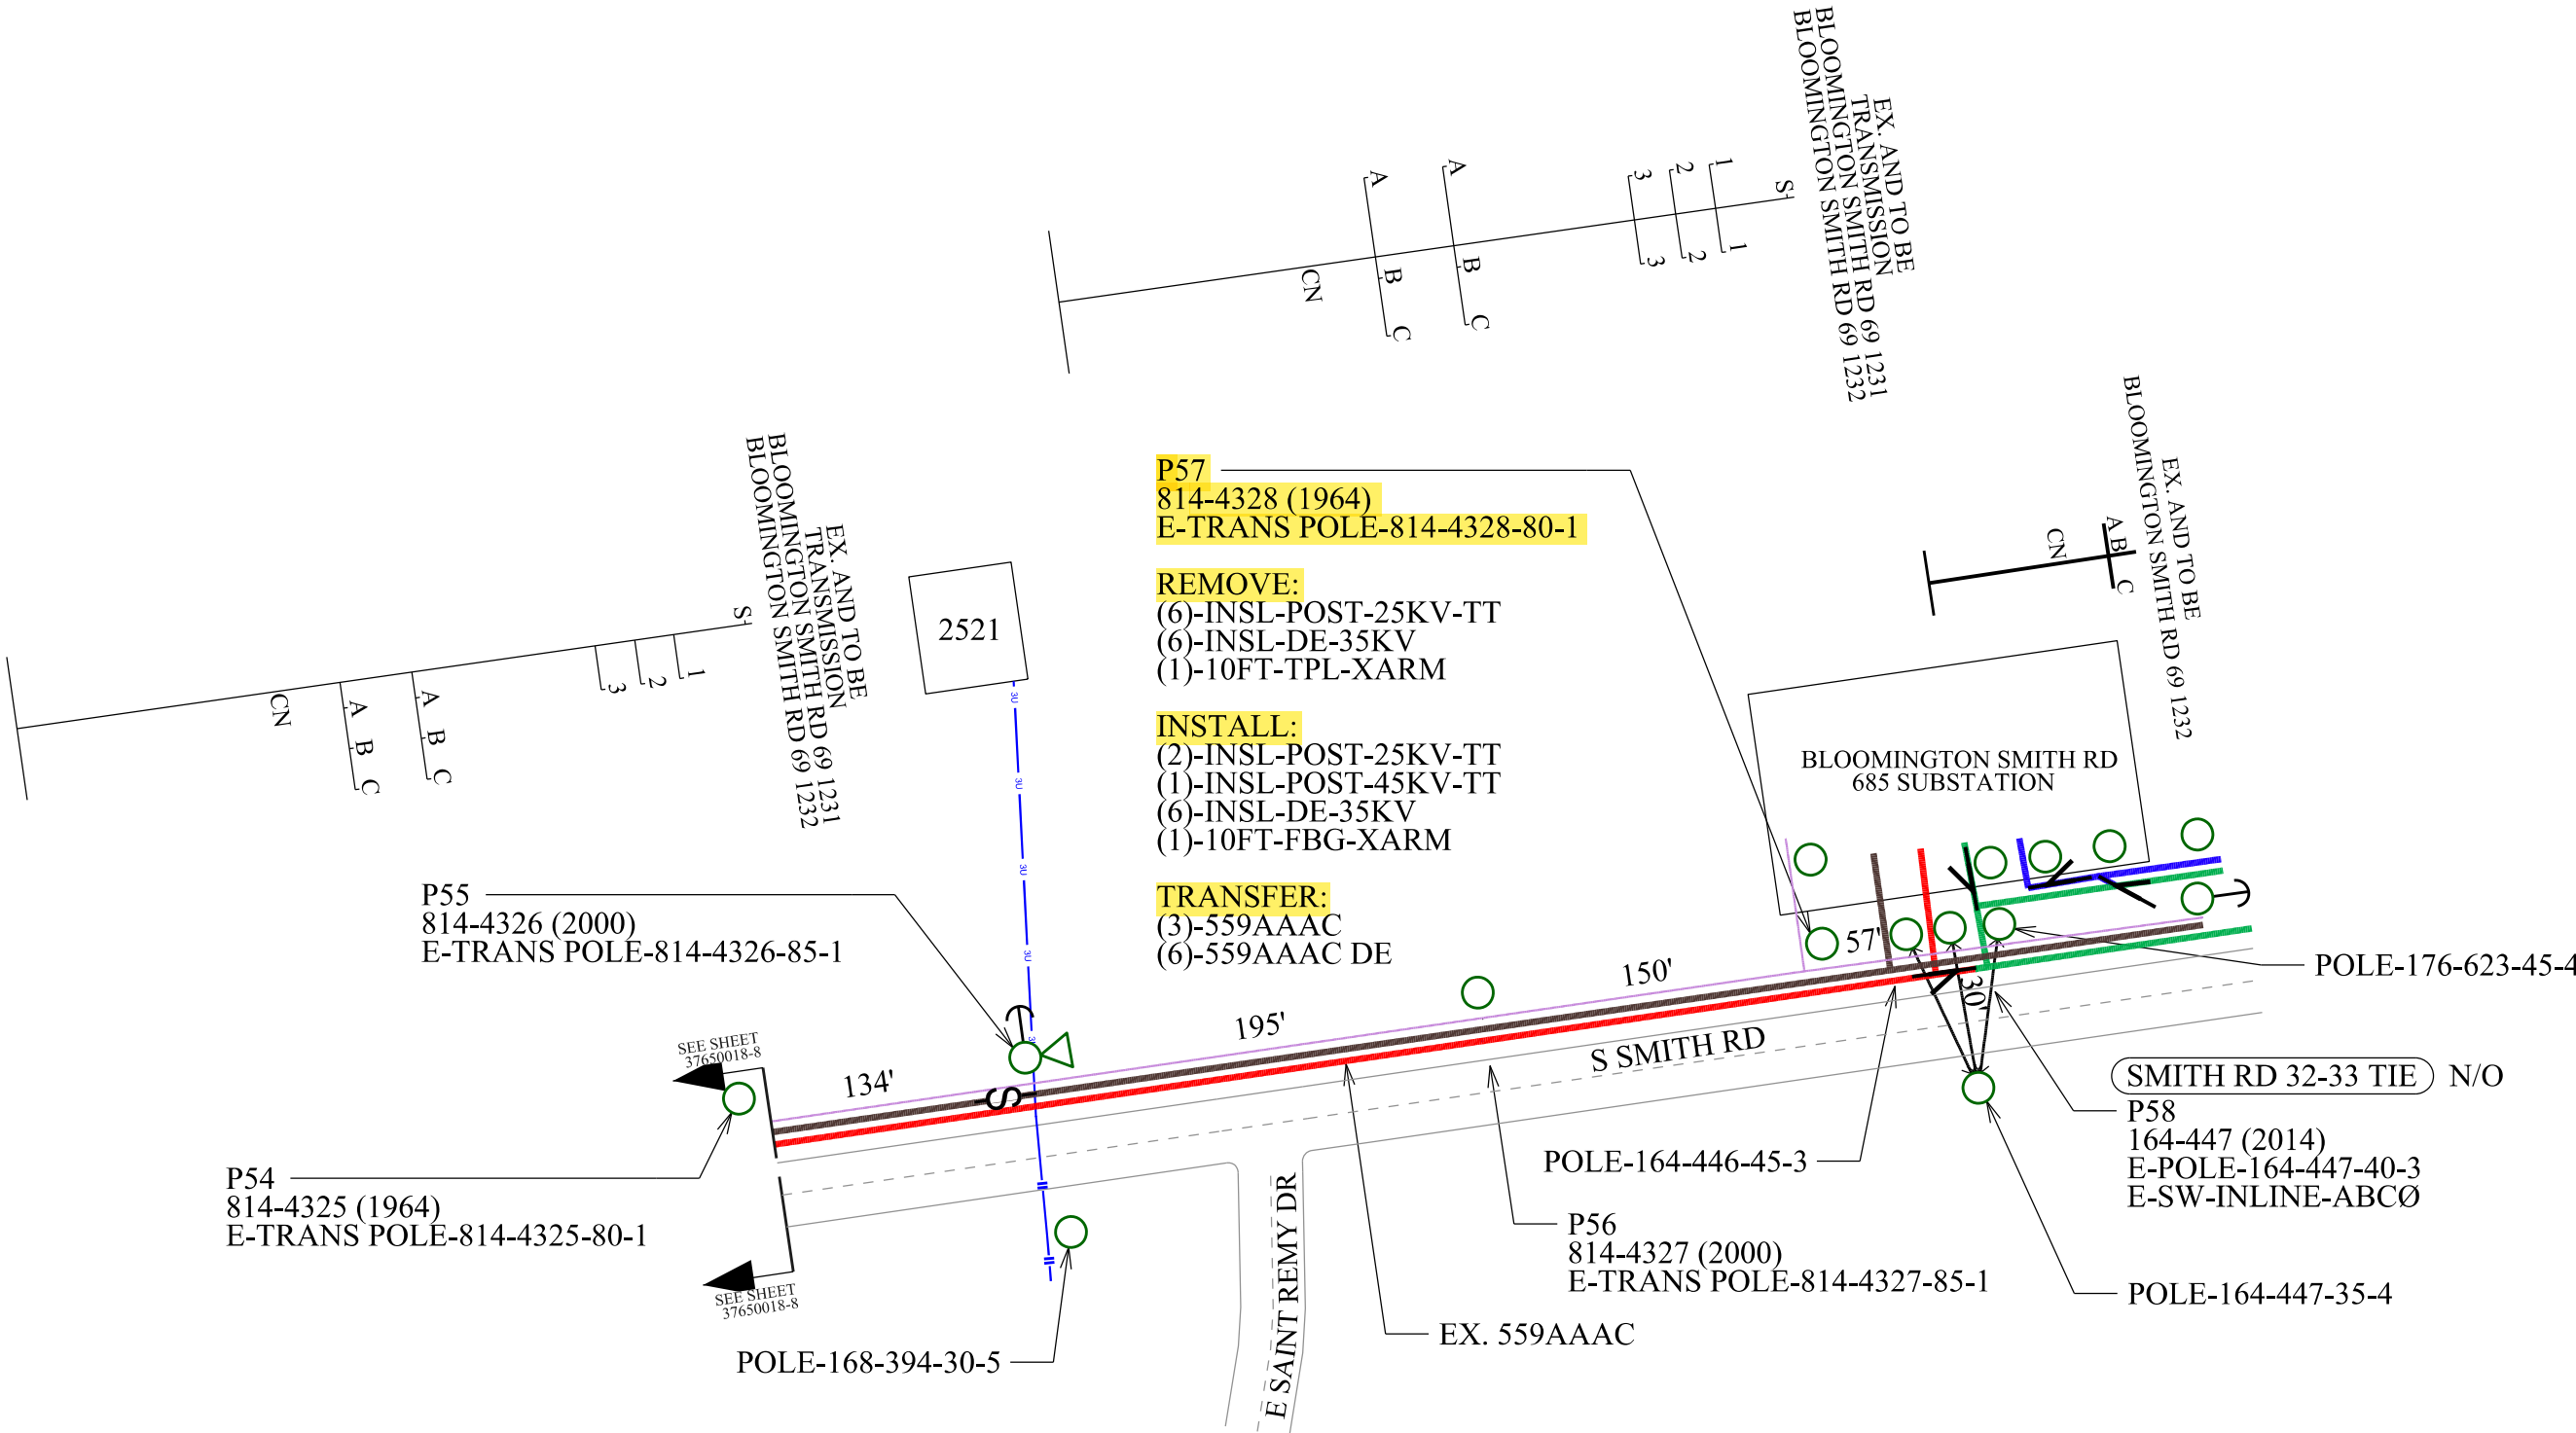 EX. AND TO BE
TRANSMISSION
BLOOMINGTON SMITH RD 69 1231
BLOOMINGTON SMITH RD 69 1232
S
1
2
3
1
2
3
A
B
C
A
B
C
CN
EX. AND TO BE
BLOOMINGTON SMITH RD 69 1232
A B C
CN
EX. AND TO BE
TRANSMISSION
BLOOMINGTON SMITH RD 69 1231
BLOOMINGTON SMITH RD 69 1232
S
1
2
3
A B C
A B C
CN
2521
3U
3U
3U
3U
P57
814-4328 (1964)
E-TRANS POLE-814-4328-80-1
REMOVE:
(6)-INSL-POST-25KV-TT
(6)-INSL-DE-35KV
(1)-10FT-TPL-XARM
INSTALL:
(2)-INSL-POST-25KV-TT
(1)-INSL-POST-45KV-TT
(6)-INSL-DE-35KV
(1)-10FT-FBG-XARM
TRANSFER:
(3)-559AAAC
(6)-559AAAC DE
BLOOMINGTON SMITH RD
685 SUBSTATION
P55
814-4326 (2000)
E-TRANS POLE-814-4326-85-1
57'
150'
195'
134'
30'
S
POLE-176-623-45-4
SEE SHEET
37650018-8
S SMITH RD
SMITH RD 32-33 TIE N/O
P58
164-447 (2014)
E-POLE-164-447-40-3
E-SW-INLINE-ABCØ
POLE-164-446-45-3
P54
814-4325 (1964)
E-TRANS POLE-814-4325-80-1
P56
814-4327 (2000)
E-TRANS POLE-814-4327-85-1
E SAINT REMY DR
SEE SHEET
37650018-8
POLE-164-447-35-4
EX. 559AAAC
POLE-168-394-30-5